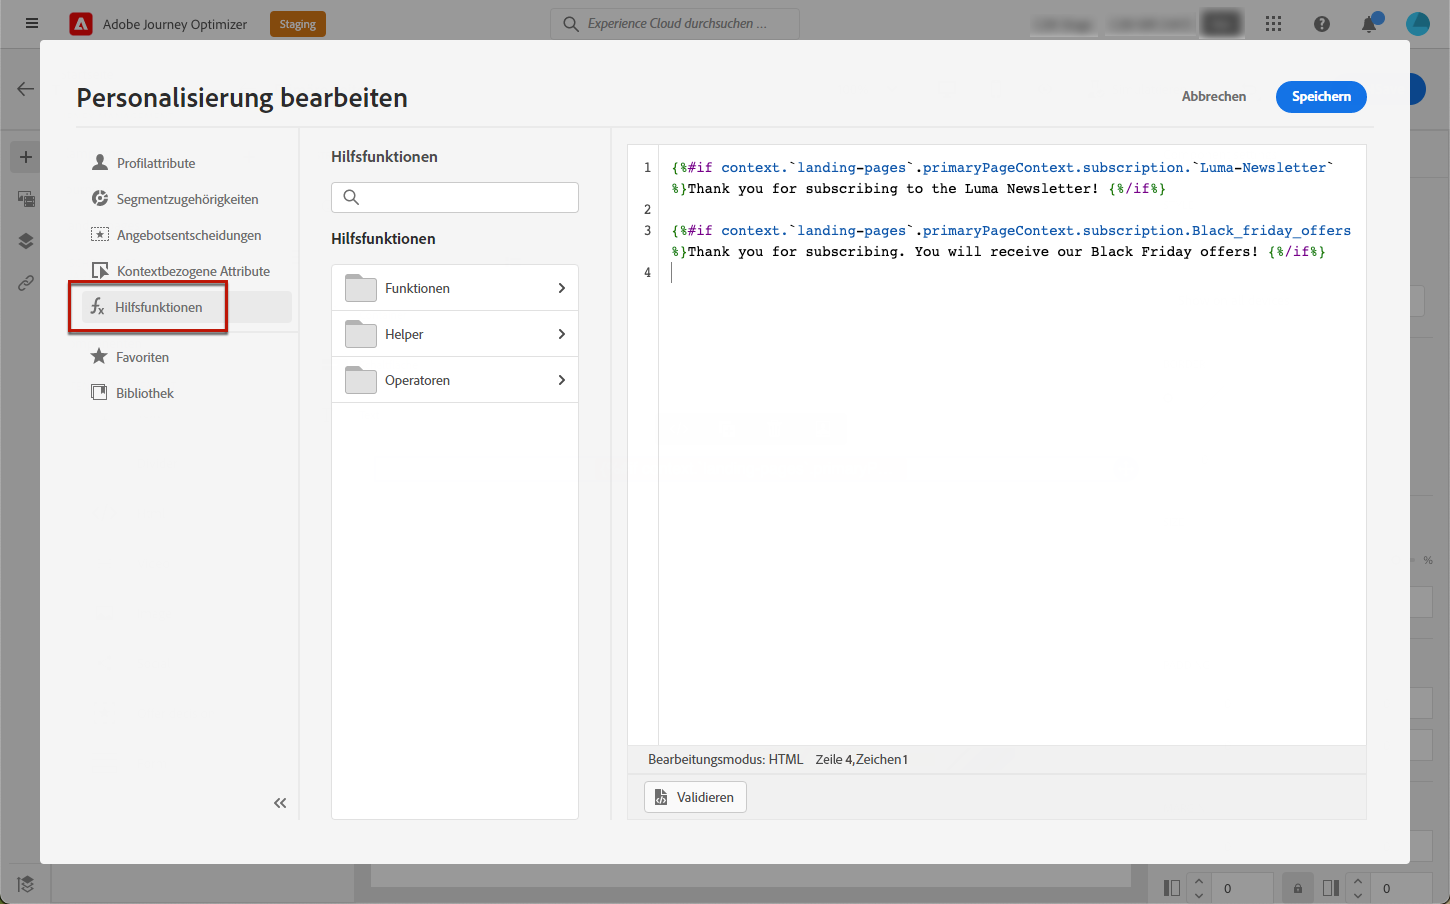 Adobe Journey Optimizer
Staging
Experience Cloud durchsuchen ...
Personalisierung bearbeiten
Abbrechen
Speichern
Profilattribute
Segmentzugehörigkeiten
Angebotsentscheidungen
Kontextbezogene Attribute
Hilfsfunktionen
Favoriten
Bibliothek
Hilfsfunktionen
Hilfsfunktionen
Funktionen
Helper
Operatoren
1 {%#if context.`landing-pages`.primaryPageContext.subscription.`Luma-Newsletter`
%}Thank you for subscribing to the Luma Newsletter! {%/if%}
2
3 {%#if context.`landing-pages`.primaryPageContext.subscription.Black_friday_offers
%}Thank you for subscribing. You will receive our Black Friday offers! {%/if%}
4
Bearbeitungsmodus: HTML Zeile 4,Zeichen1
Validieren
%
0
0